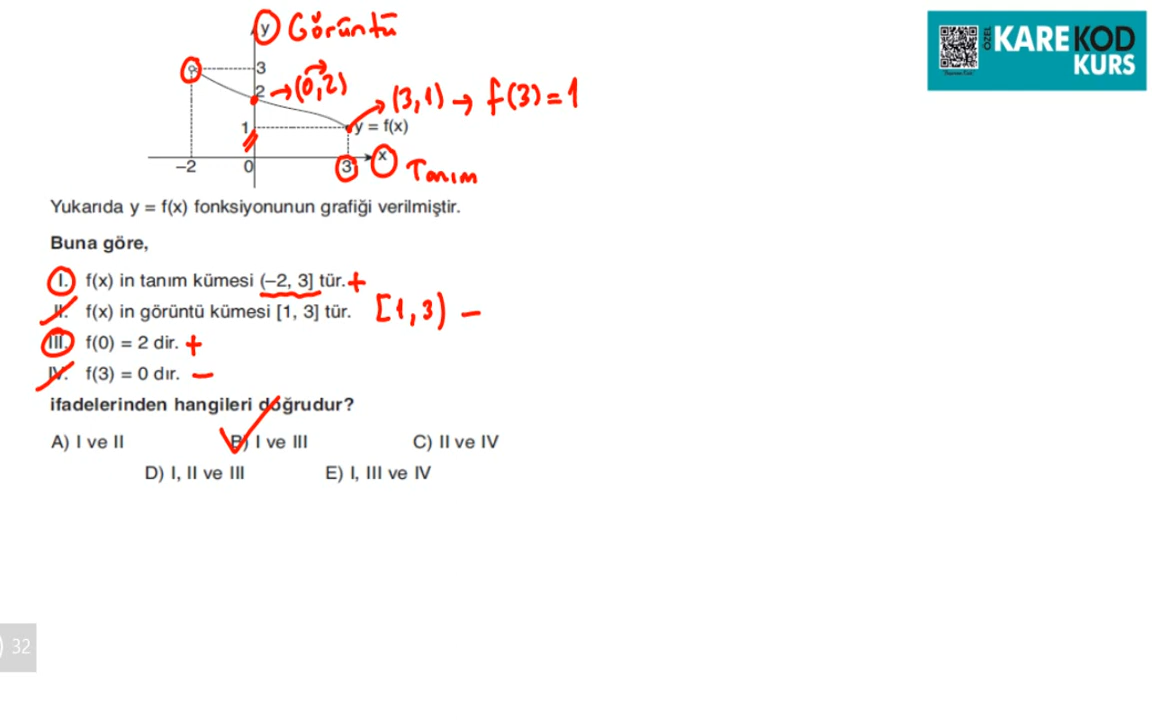 y Görüntü
ÖZEL KAREKOD
KURS
3
2 → (0,2)
(3,1) → f(3)=1
1
y = f(x)
−2 0 3 x Tanım
Yukarıda y = f(x) fonksiyonunun grafiği verilmiştir.
Buna göre,
I. f(x) in tanım kümesi (−2, 3] tür. +
II. f(x) in görüntü kümesi [1, 3] tür. [1,3) −
III. f(0) = 2 dir. +
IV. f(3) = 0 dır. −
ifadelerinden hangileri doğrudur?
A) I ve II B) I ve III C) II ve IV
D) I, II ve III E) I, III ve IV
) 32